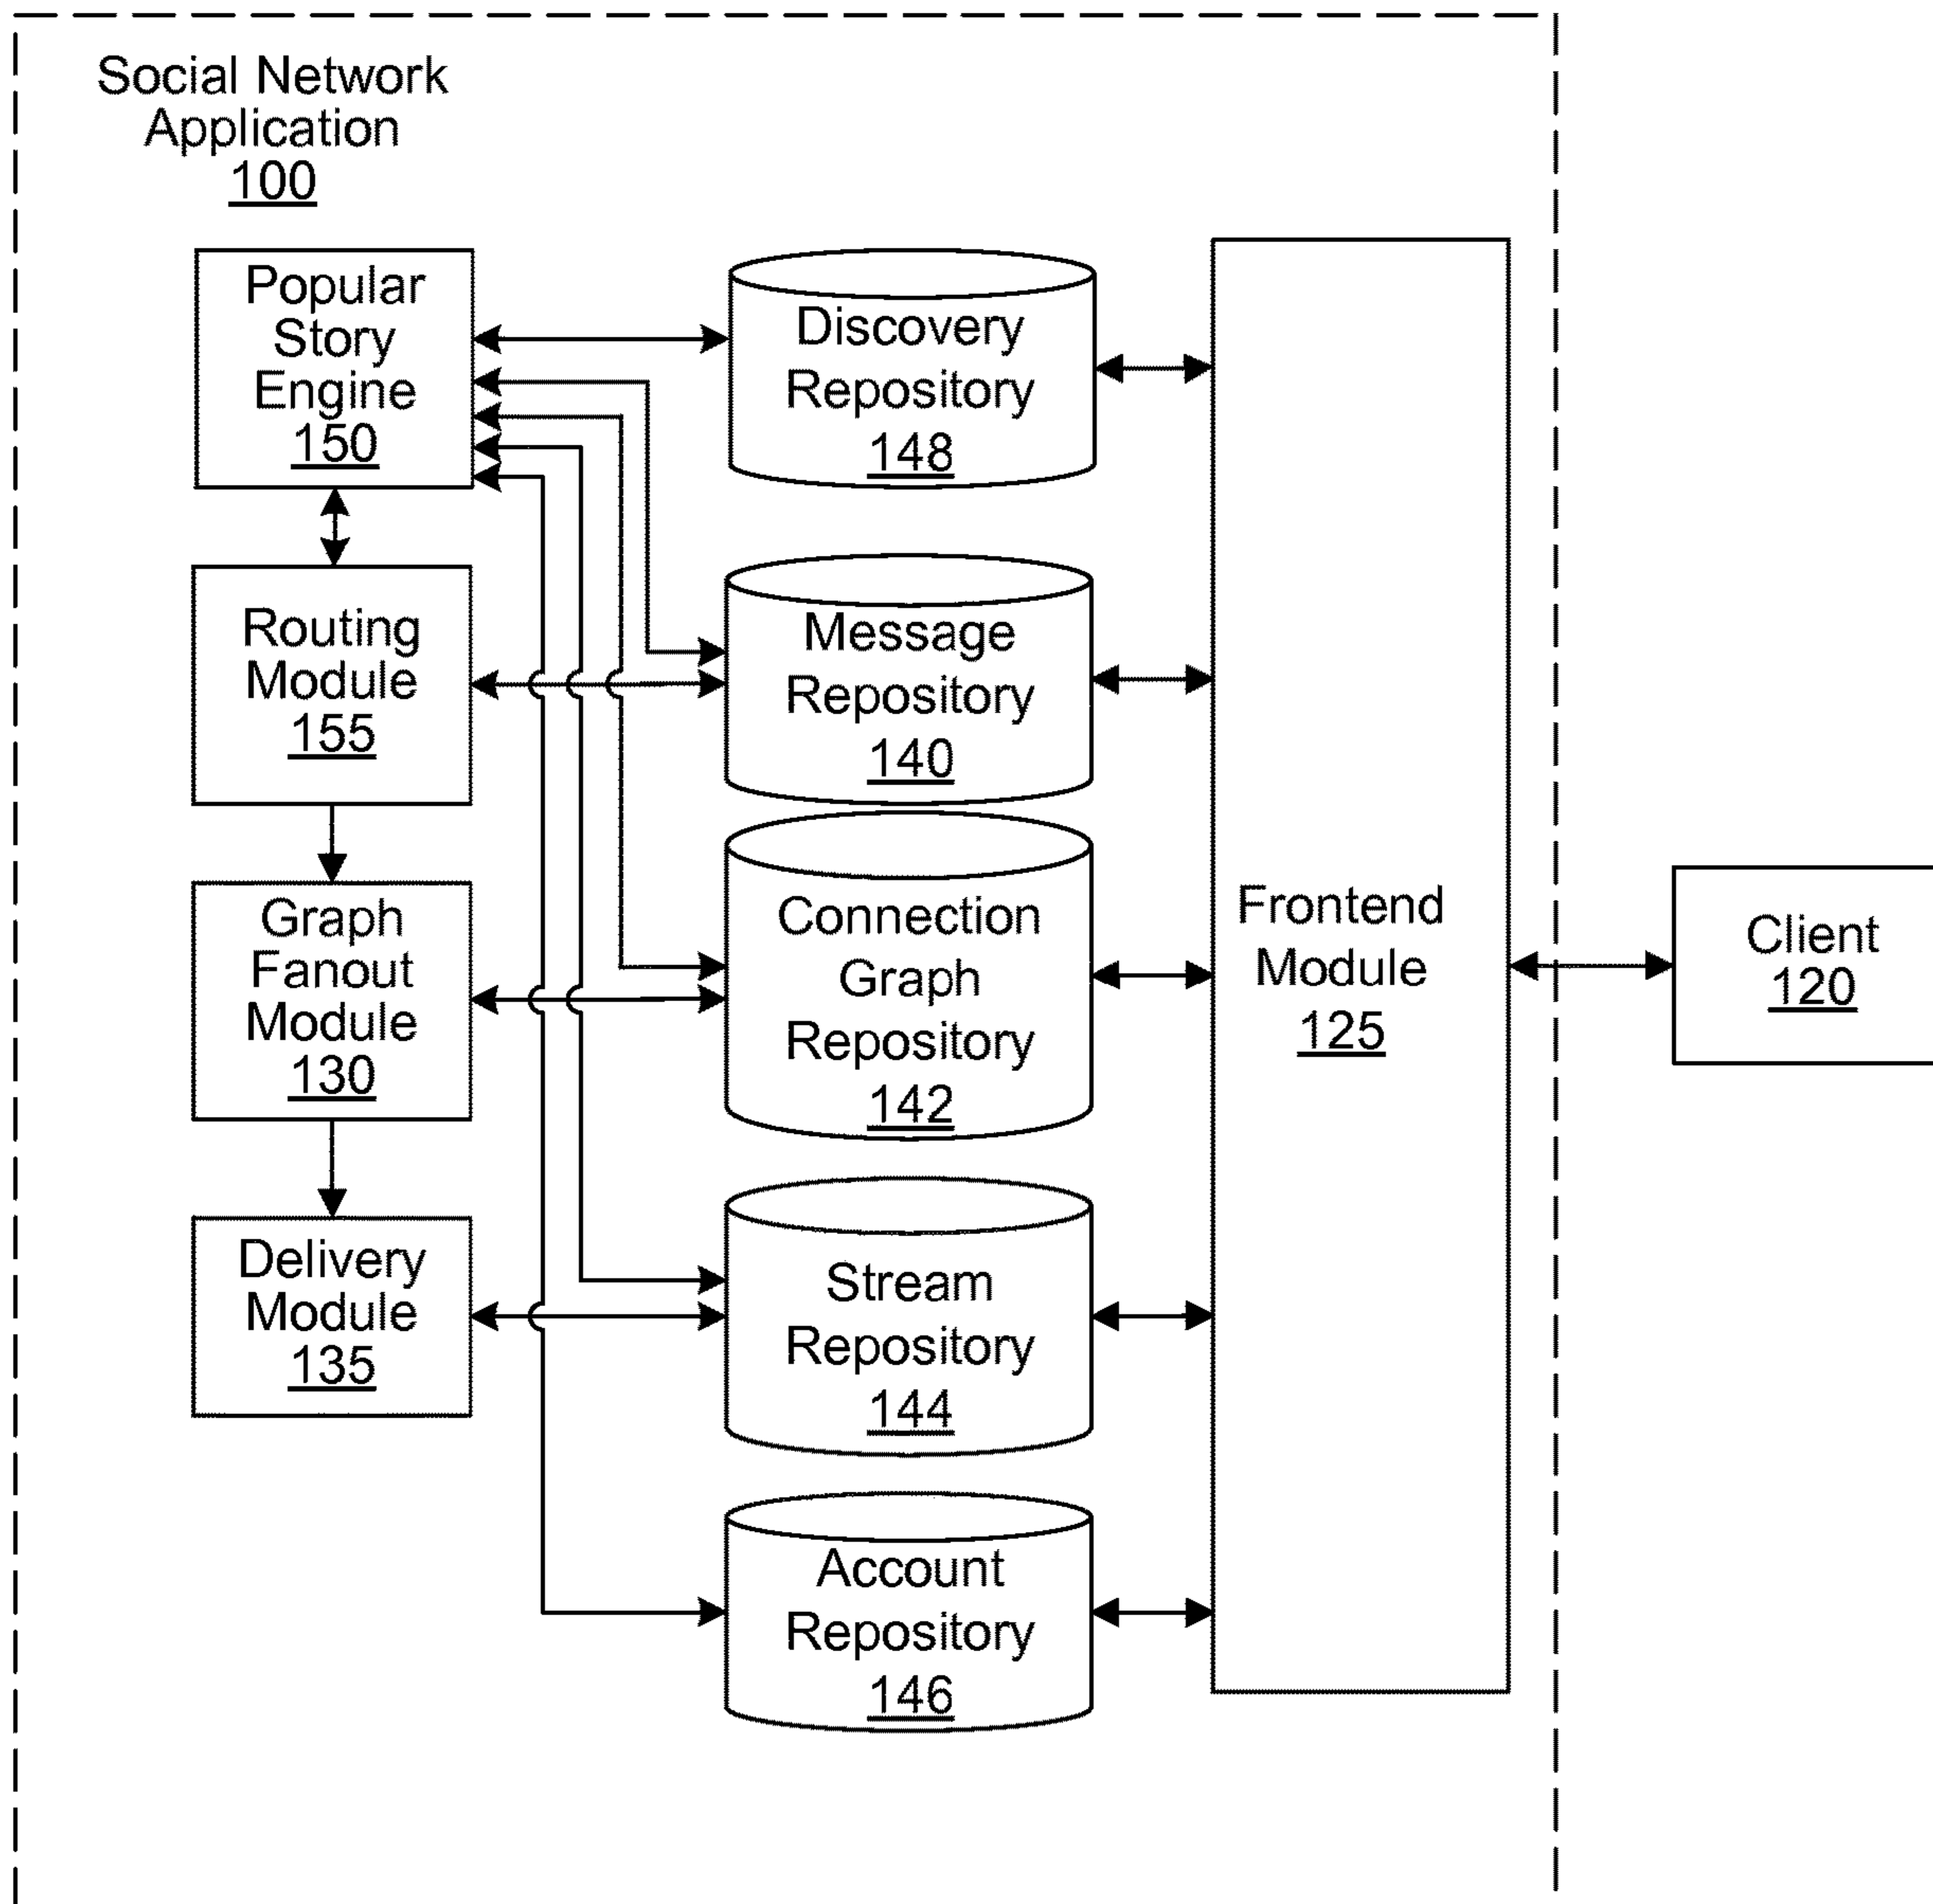 Social Network
Application
100
Popular
Story
Engine
150
Routing
Module
155
Graph
Fanout
Module
130
Delivery
Module
135
Discovery
Repository
148
Message
Repository
140
Connection
Graph
Repository
142
Stream
Repository
144
Account
Repository
146
Frontend
Module
125
Client
120